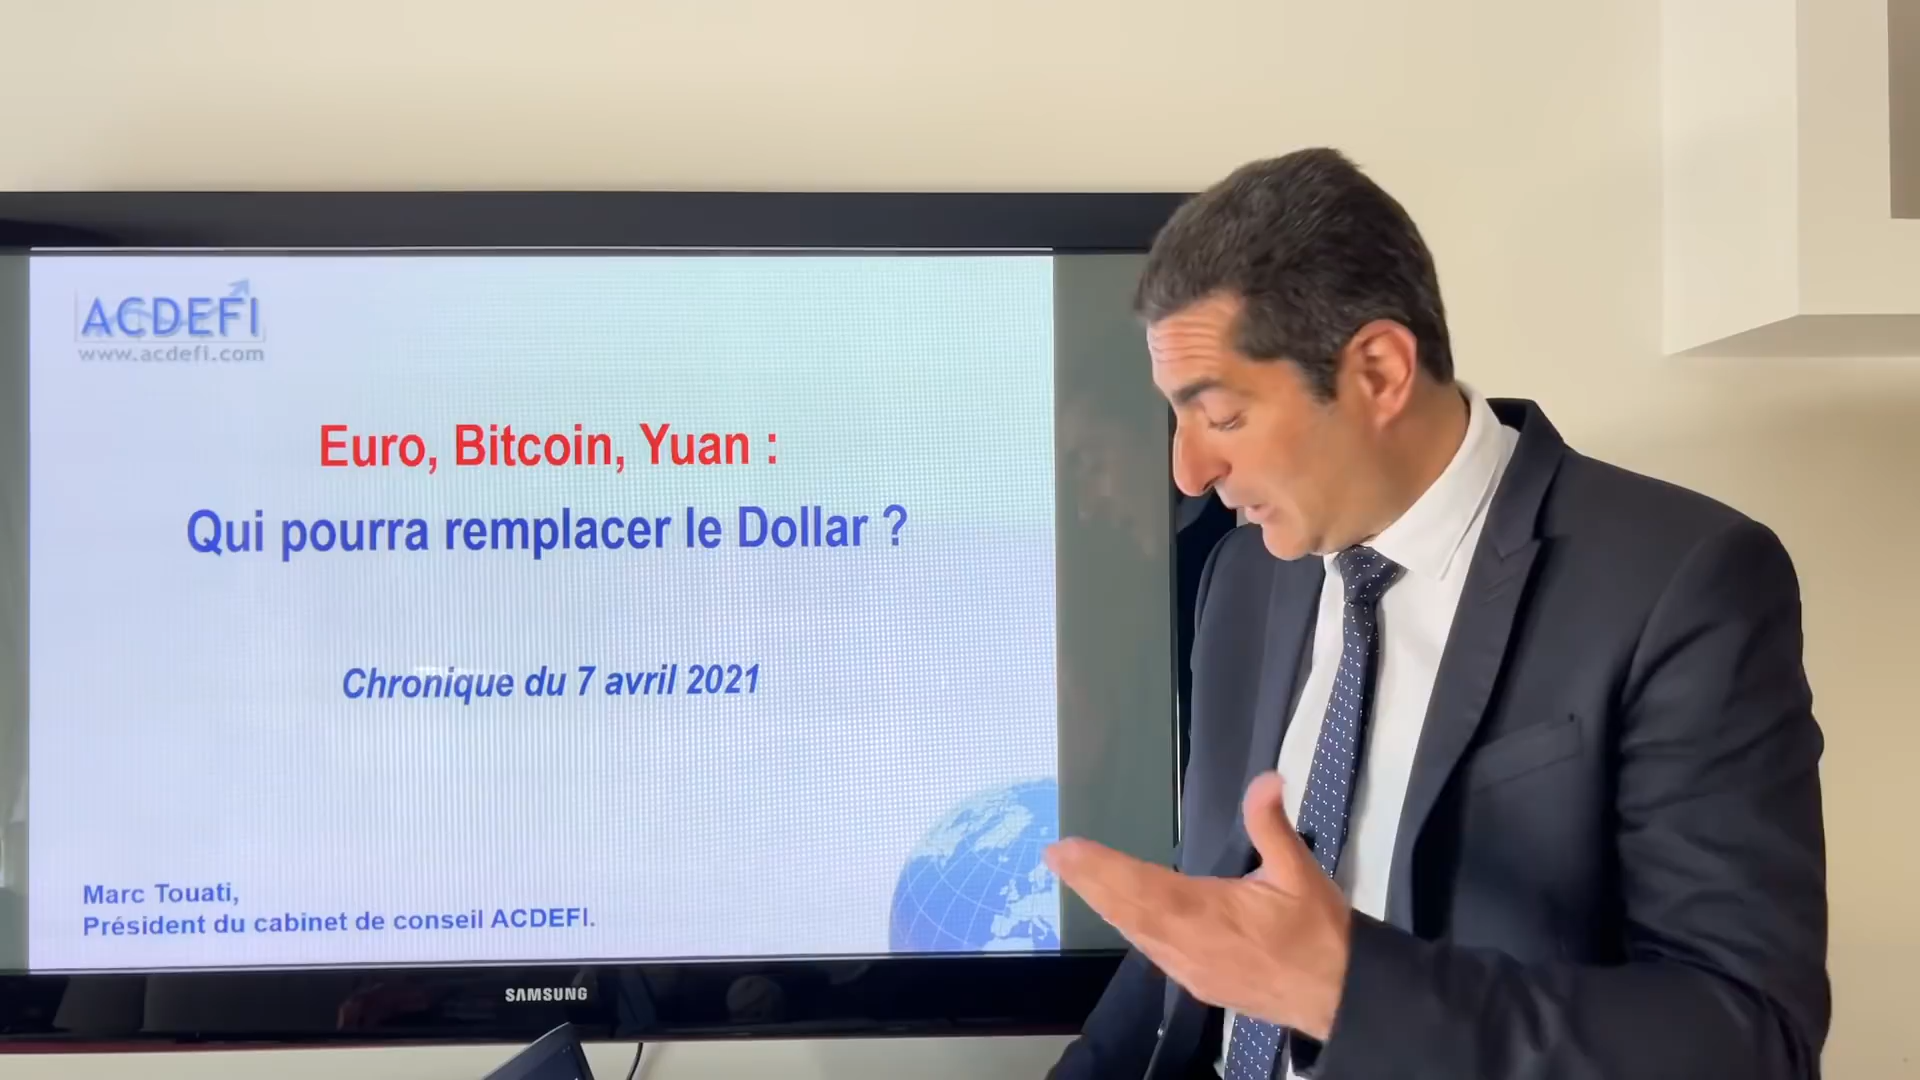 ACDEFI
www.acdefi.com
Euro, Bitcoin, Yuan :
Qui pourra remplacer le Dollar ?
Chronique du 7 avril 2021
Marc Touati,
Président du cabinet de conseil ACDEFI.
SAMSUNG